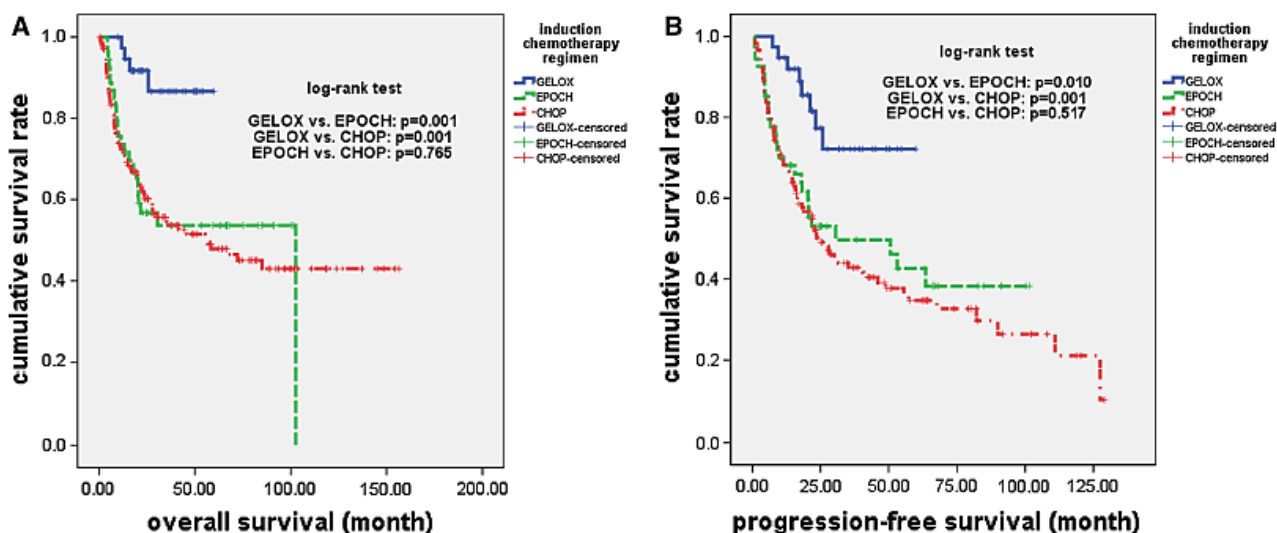 A
induction
chemotherapy
regimen
GELOX
EPOCH
CHOP
GELOX-censored
EPOCH-censored
CHOP-censored
log-rank test
GELOX vs. EPOCH: p=0.001
GELOX vs. CHOP: p=0.001
EPOCH vs. CHOP: p=0.765
cumulative survival rate
1.0
0.8
0.6
0.4
0.2
0.0
0.00 50.00 100.00 150.00 200.00
overall survival (month)
B
induction
chemotherapy
regimen
GELOX
EPOCH
CHOP
GELOX-censored
EPOCH-censored
CHOP-censored
log-rank test
GELOX vs. EPOCH: p=0.010
GELOX vs. CHOP: p=0.001
EPOCH vs. CHOP: p=0.517
cumulative survival rate
1.0
0.8
0.6
0.4
0.2
0.0
0.00 25.00 50.00 75.00 100.00 125.00
progression-free survival (month)